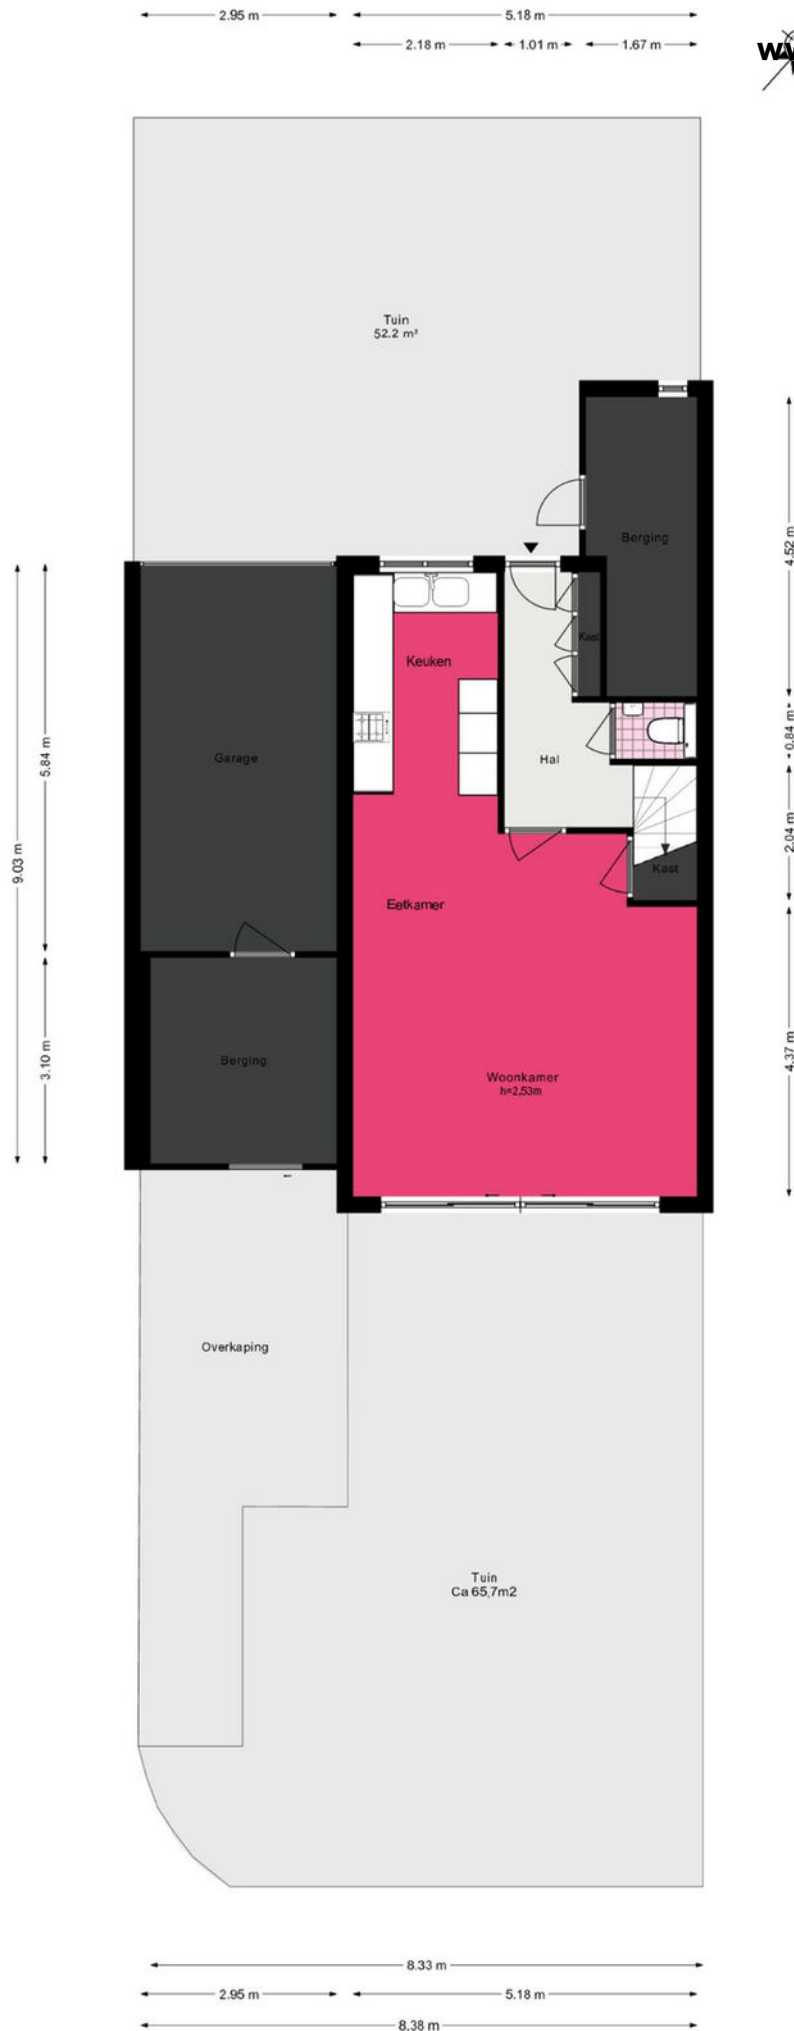 2.95 m
5.18 m
2.18 m
1.01 m
1.67 m
Tuin
52.2 m²
Berging
4.52 m
Keuken
Kast
0.84 m
Garage
Hal
5.84 m
2.04 m
9.03 m
Kast
Eetkamer
Berging
3.10 m
4.37 m
Woonkamer
h=2,53m
Overkaping
Tuin
Ca 65,7m2
8.33 m
2.95 m
5.18 m
8.38 m